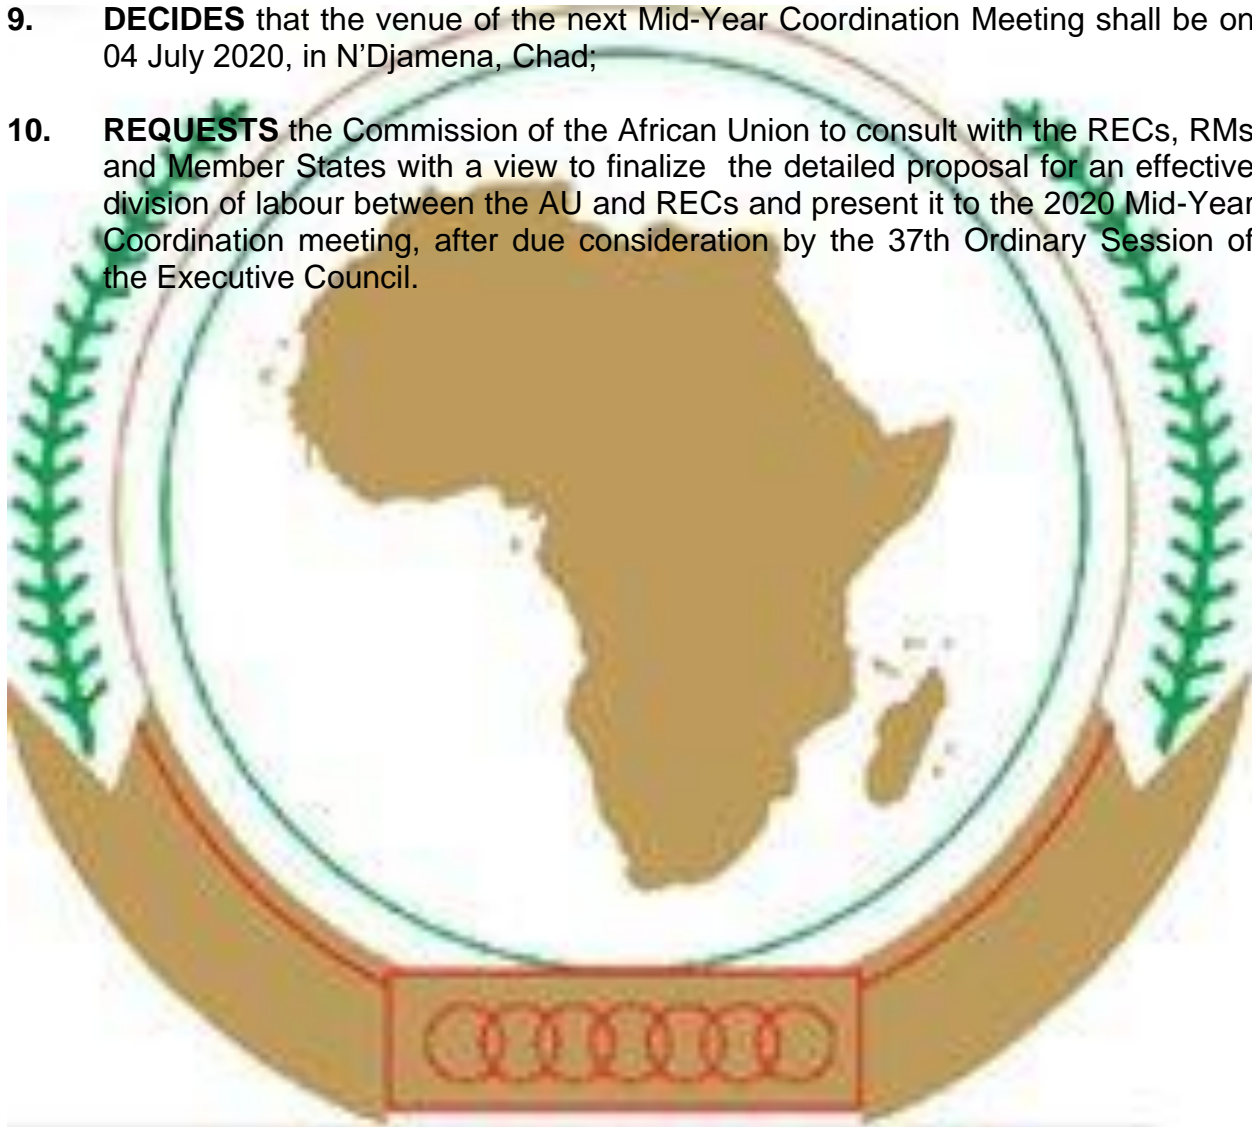 9. DECIDES that the venue of the next Mid-Year Coordination Meeting shall be on
04 July 2020, in N’Djamena, Chad;
10. REQUESTS the Commission of the African Union to consult with the RECs, RMs
and Member States with a view to finalize  the detailed proposal for an effective
division of labour between the AU and RECs and present it to the 2020 Mid-Year
Coordination meeting, after due consideration by the 37th Ordinary Session of
the Executive Council.